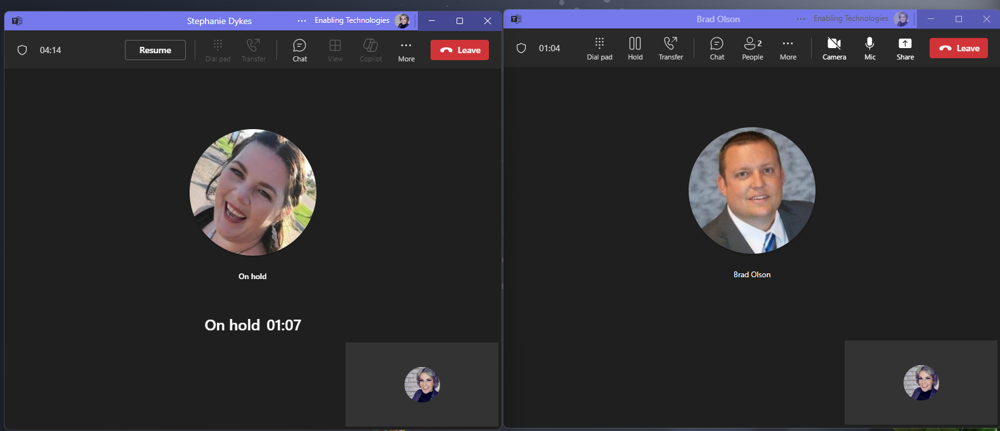 Stephanie Dykes
Enabling Technologies
04:14
Resume
Dial pad
Transfer
Chat
View
Copilot
More
Leave
On hold
On hold 01:07
Brad Olson
Enabling Technologies
01:04
Dial pad
Hold
Transfer
Chat
2
People
More
Camera
Mic
Share
Leave
Brad Olson